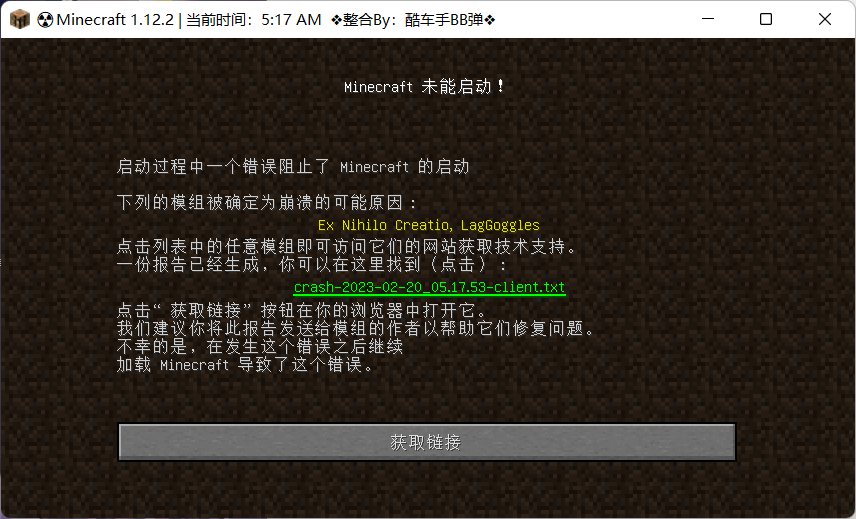 Minecraft 1.12.2 | 当前时间：5:17 AM ❖整合By：酷车手BB弹❖
Minecraft 未能启动！
启动过程中一个错误阻止了 Minecraft 的启动
下列的模组被确定为崩溃的可能原因：
Ex Nihilo Creatio, LagGoggles
点击列表中的任意模组即可访问它们的网站获取技术支持。
一份报告已经生成，你可以在这里找到（点击）：
crash-2023-02-20_05.17.53-client.txt
点击“获取链接”按钮在你的浏览器中打开它。
我们建议你将此报告发送给模组的作者以帮助它们修复问题。
不幸的是，在发生这个错误之后继续
加载 Minecraft 导致了这个错误。
获取链接